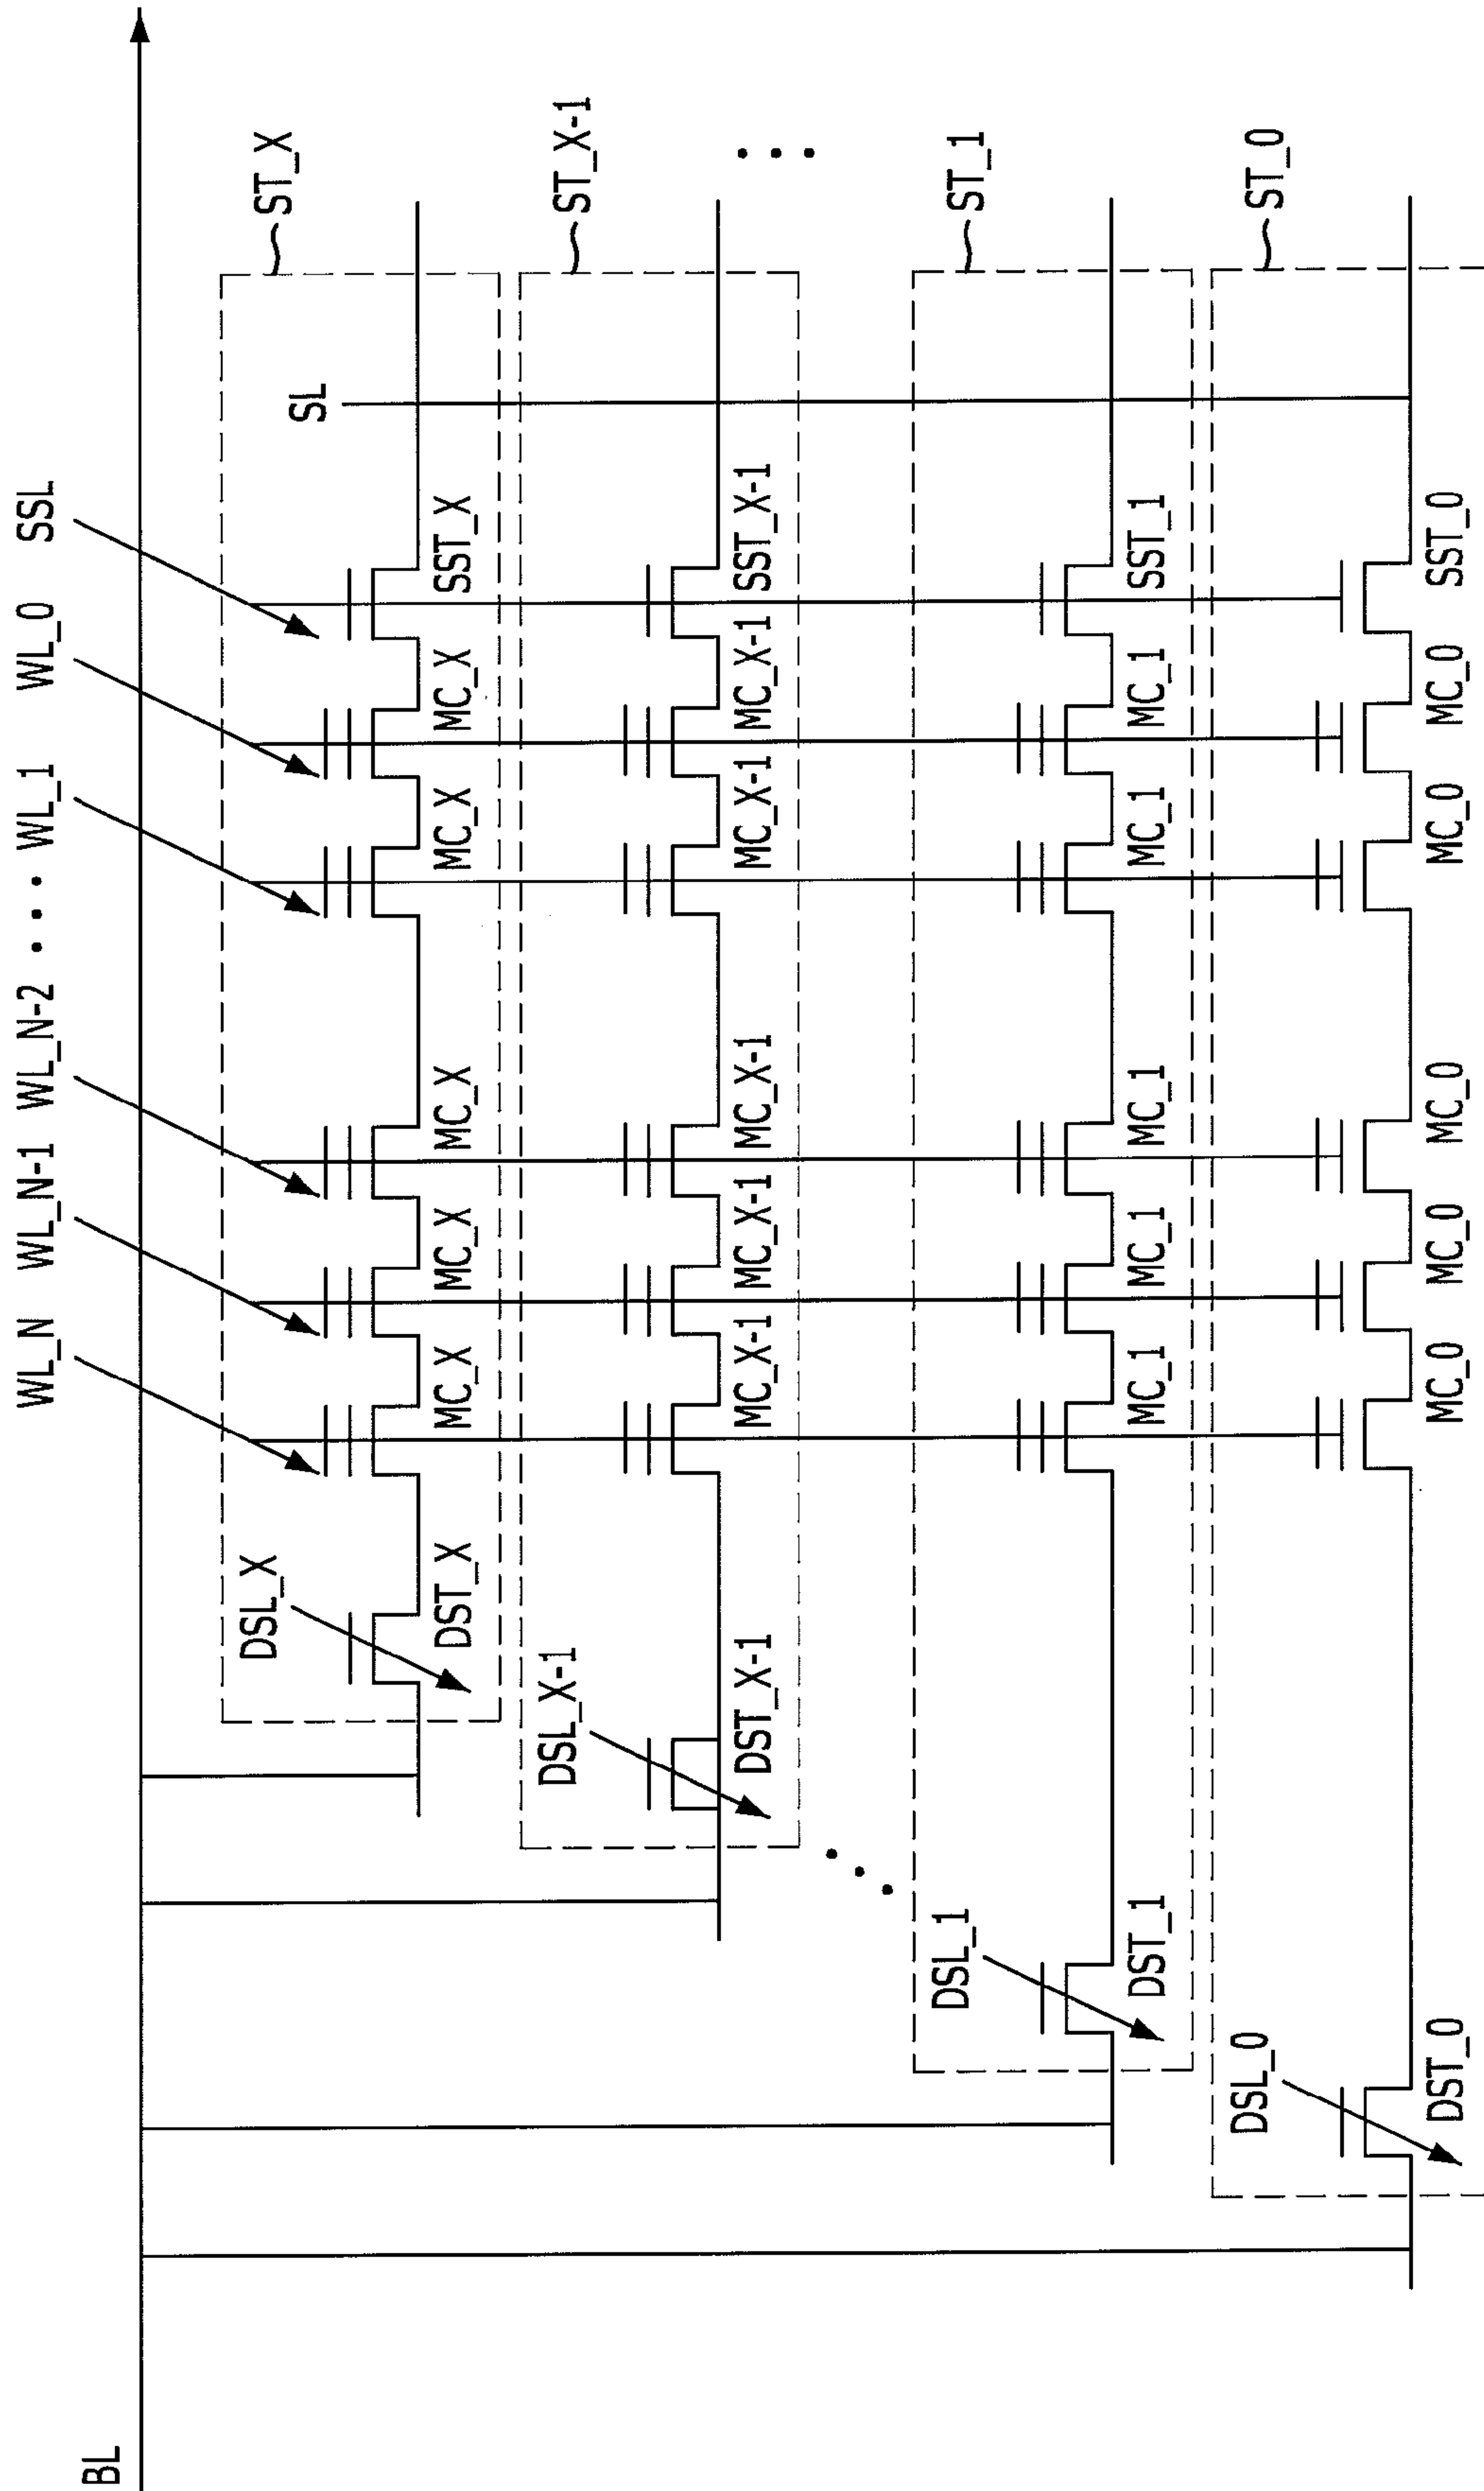 BL
WL_N WL_N-1 WL_N-2 ••• WL_1 WL_0 SSL
DSL_X SL ST_X
DST_X MC_X MC_X MC_X MC_X MC_X SST_X
DSL_X-1 ST_X-1
DST_X-1 MC_X-1 MC_X-1 MC_X-1 MC_X-1 MC_X-1 SST_X-1
•••
•••
DSL_1 ST_1
DST_1 MC_1 MC_1 MC_1 MC_1 MC_1 SST_1
DSL_0 ST_0
DST_0 MC_0 MC_0 MC_0 MC_0 MC_0 SST_0